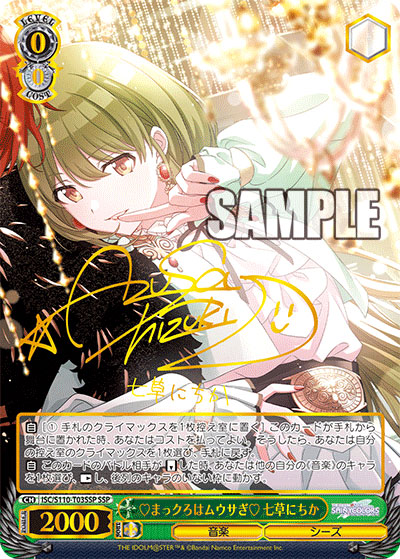 LEVEL
0
0
COST
SAMPLE
七草にちか
自［① 手札のクライマックスを1枚控え室に置く］ このカードが手札から
舞台に置かれた時、あなたはコストを払ってよい。そうしたら、あなたは自分
の控え室のクライマックスを1枚選び、手札に戻す。
自 このカードのバトル相手が した時、あなたは他の自分の《音楽》のキャラ
を1枚選び、 し、後列のキャラのいない枠に動かす。
ISC/S110-T03SSP SSP
♡まっくろはムウサぎ♡ 七草にちか
SHINYCOLORS
POWER
2000
音楽
シーズ
THE IDOLM@STER™& ©Bandai Namco Entertainment Inc.